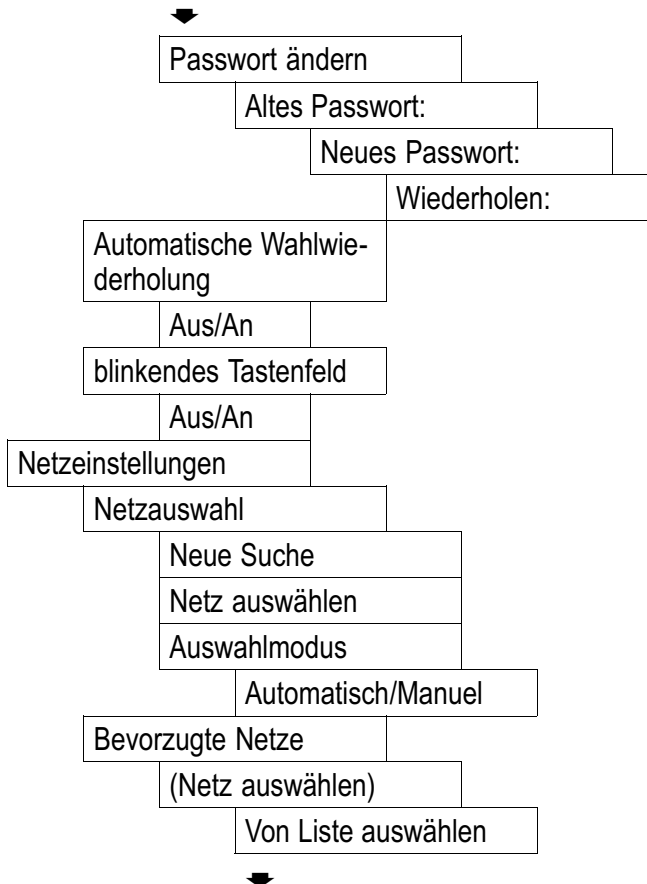 Passwort ändern
Altes Passwort:
Neues Passwort:
Wiederholen:
Automatische Wahlwie-
derholung
Aus/An
blinkendes Tastenfeld
Aus/An
Netzeinstellungen
Netzauswahl
Neue Suche
Netz auswählen
Auswahlmodus
Automatisch/Manuel
Bevorzugte Netze
(Netz auswählen)
Von Liste auswählen